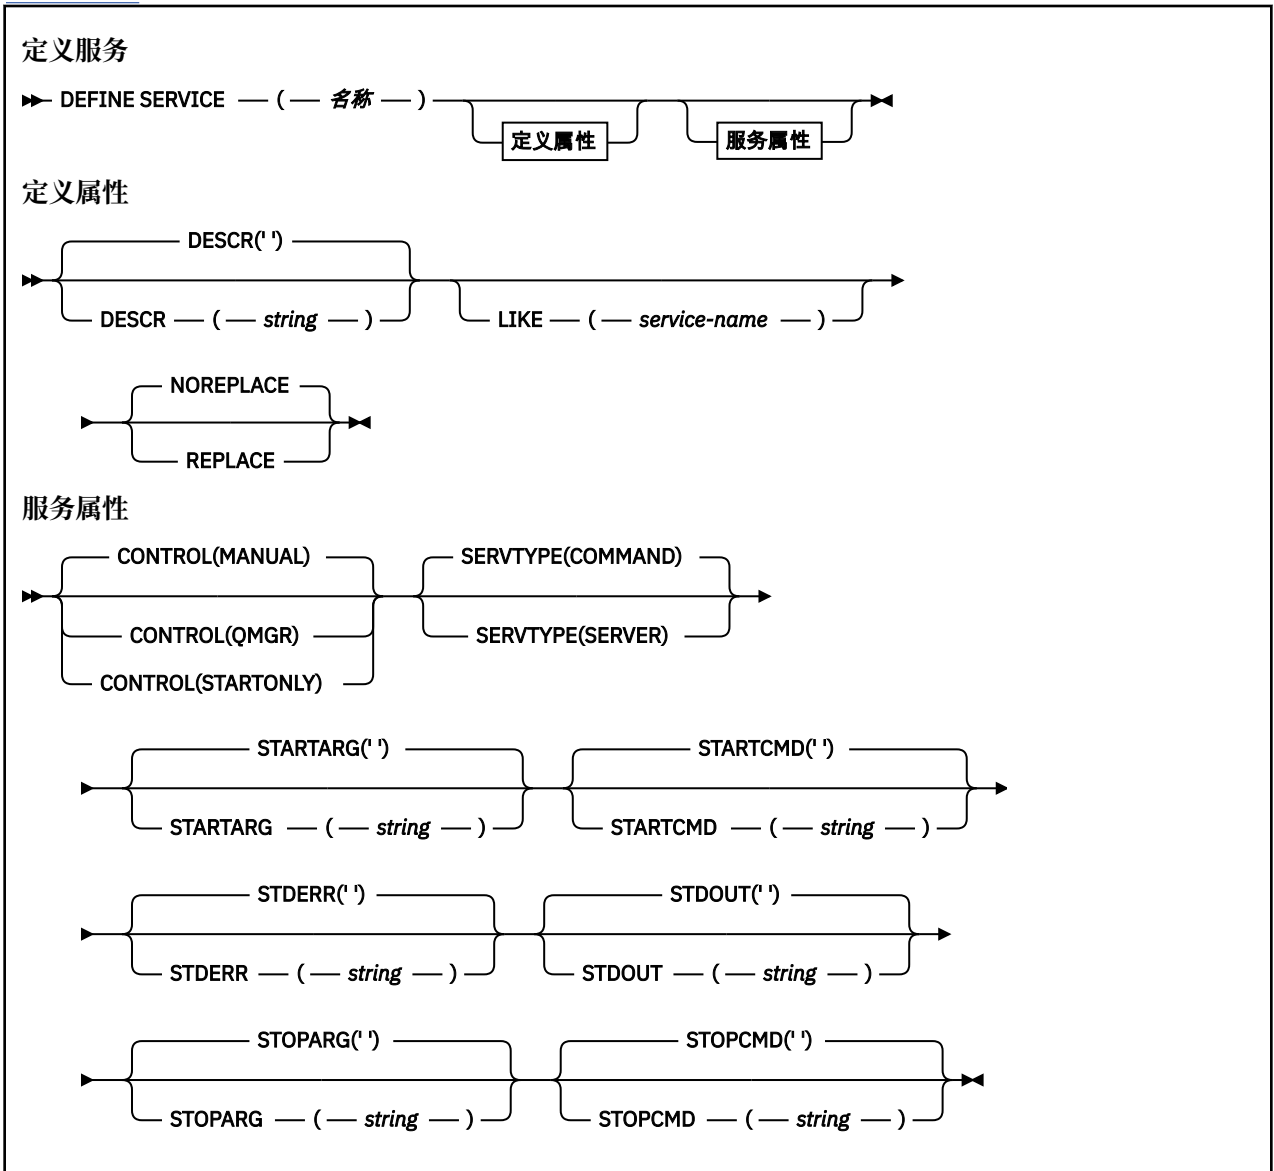 定义服务
DEFINE SERVICE ( 名称 )
定义属性 服务属性
定义属性
DESCR(' ')
DESCR ( string ) LIKE ( service-name )
NOREPLACE
REPLACE
服务属性
CONTROL(MANUAL) SERVTYPE(COMMAND)
CONTROL(QMGR) SERVTYPE(SERVER)
CONTROL(STARTONLY)
STARTARG(' ') STARTCMD(' ')
STARTARG ( string ) STARTCMD ( string )
STDERR(' ') STDOUT(' ')
STDERR ( string ) STDOUT ( string )
STOPARG(' ') STOPCMD(' ')
STOPARG ( string ) STOPCMD ( string )